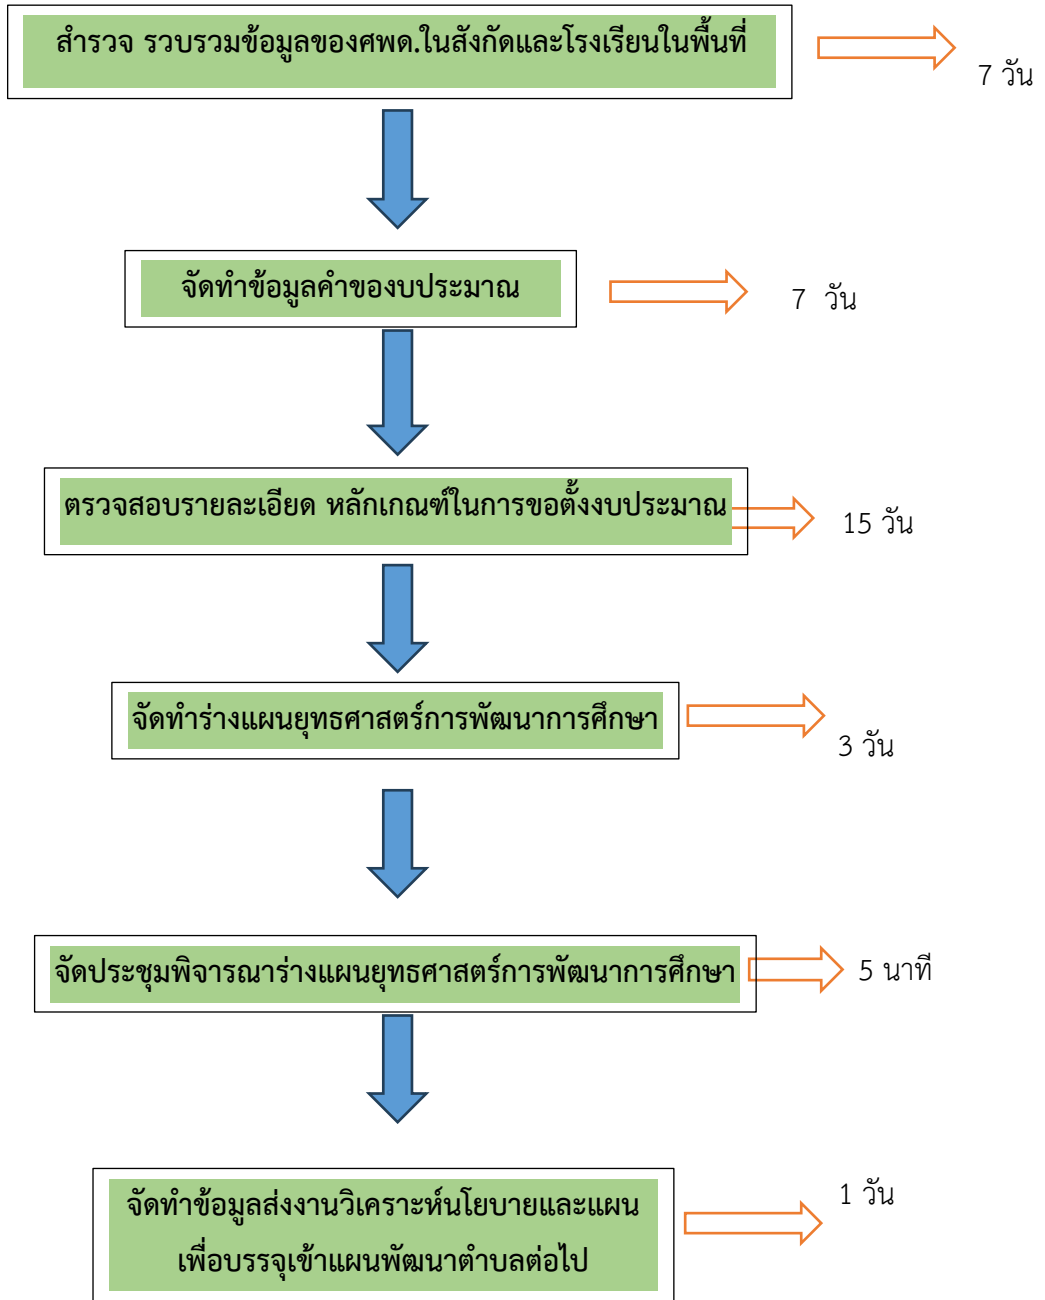 สำรวจ รวบรวมข้อมูลของศพด.ในสังกัดและโรงเรียนในพื้นที่
7 วัน
จัดทำข้อมูลคำของบประมาณ
7 วัน
ตรวจสอบรายละเอียด หลักเกณฑ์ในการขอตั้งงบประมาณ
15 วัน
จัดทำร่างแผนยุทธศาสตร์การพัฒนาการศึกษา
3 วัน
จัดประชุมพิจารณาร่างแผนยุทธศาสตร์การพัฒนาการศึกษา
5 นาที
จัดทำข้อมูลส่งงานวิเคราะห์นโยบายและแผน
1 วัน
เพื่อบรรจุเข้าแผนพัฒนาตำบลต่อไป